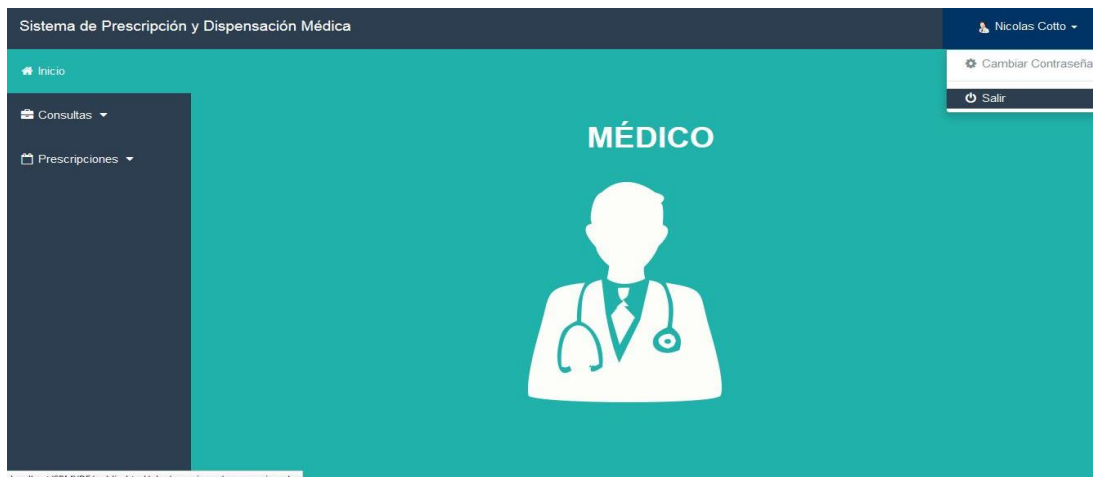 Sistema de Prescripción y Dispensación Médica
Nicolas Cotto
Inicio
Cambiar Contraseña
Salir
Consultas
Prescripciones
MÉDICO